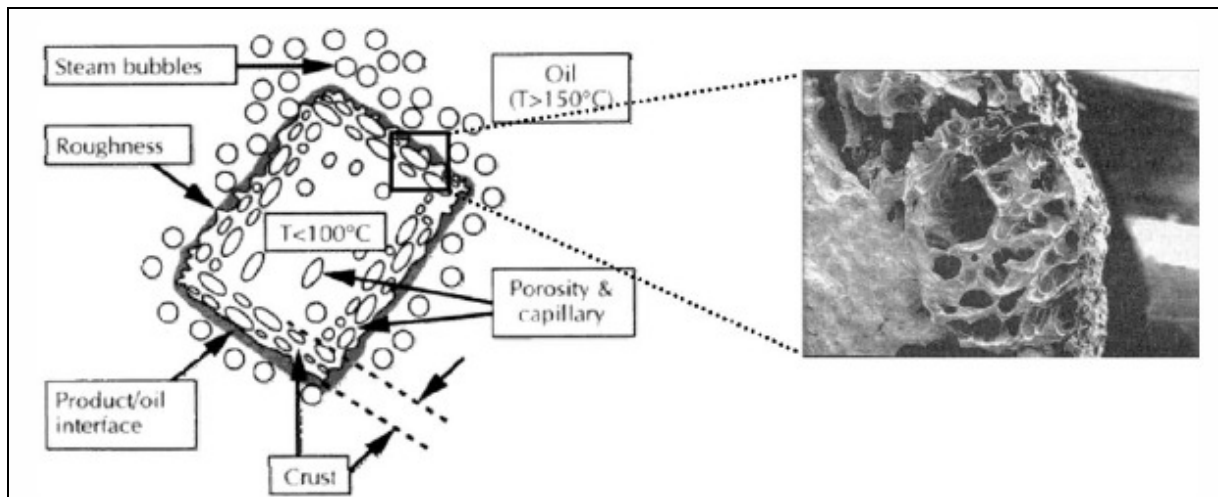 Steam bubbles
Oil
(T>150°C)
Roughness
T<100°C
Porosity &
capillary
Product/oil
interface
Crust